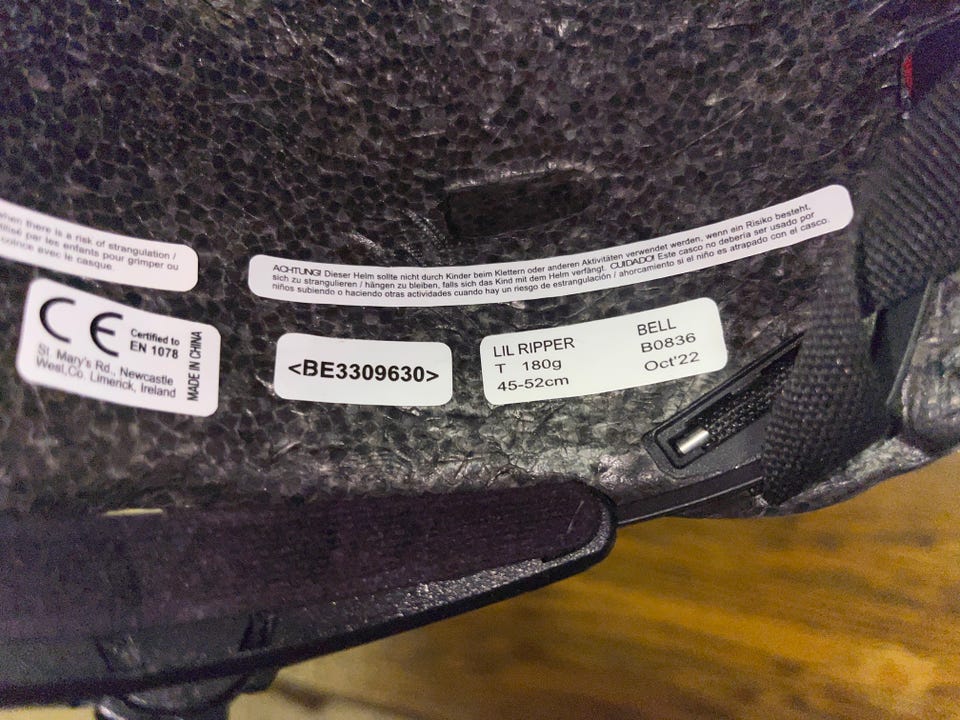 when there is a risk of strangulation /
utilisé par les enfants pour grimper ou
coince avec le casque.
ACHTUNG! Dieser Helm sollte nicht durch Kinder beim Klettern oder anderen Aktivitäten verwendet werden, wenn ein Risiko besteht,
sich zu strangulieren / hängen zu bleiben, falls sich das Kind mit dem Helm verfängt. CUIDADO! Este casco no debería ser usado por
niños subiendo o haciendo otras actividades cuando hay un riesgo de estrangulación / ahorcamiento si el niño es atrapado con el casco.
CE Certified to
EN 1078
St. Mary's Rd., Newcastle
West,Co. Limerick, Ireland
MADE IN CHINA
<BE3309630>
LIL RIPPER BELL
T 180g B0836
45-52cm Oct'22